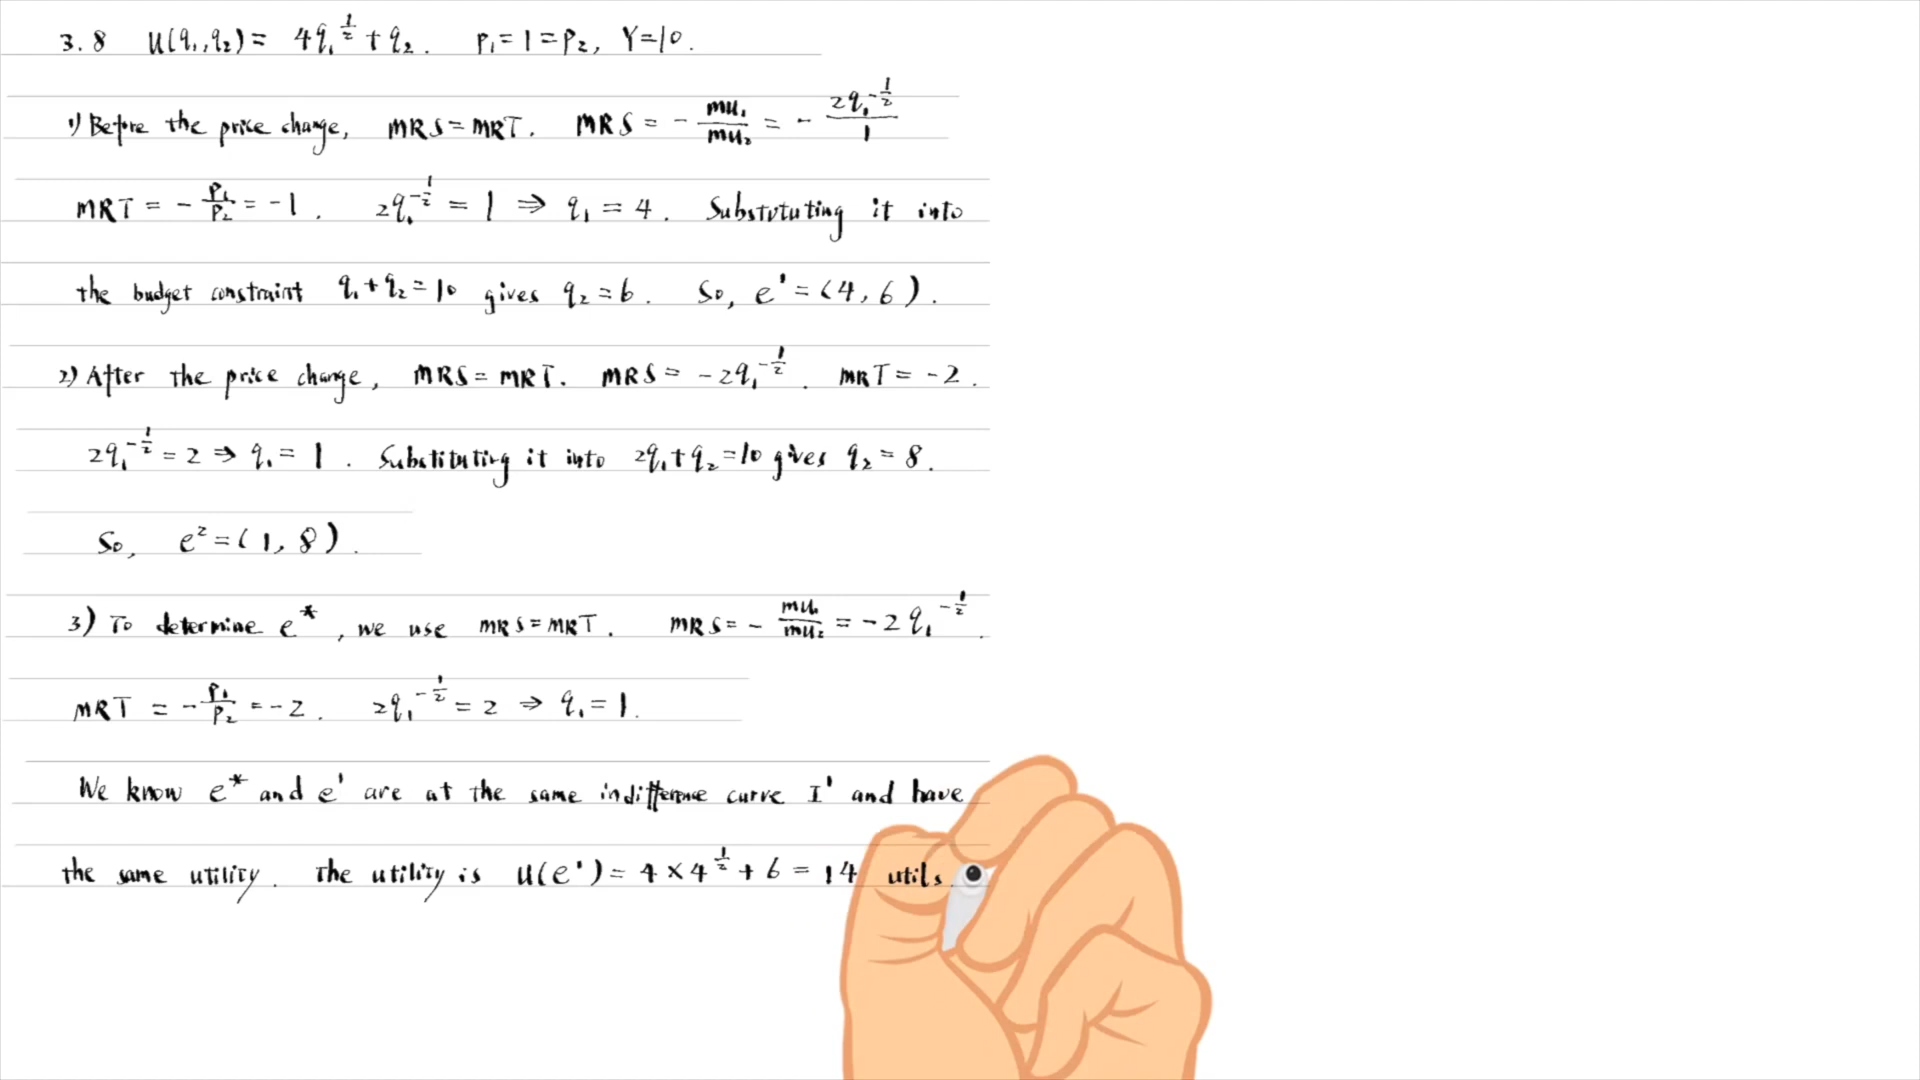 3.8 U(q₁,q₂) = 4q₁^½ + q₂. P₁=1=P₂, Y=10.
1) Before the price change, MRS=MRT. MRS = - MU₁/MU₂ = - 2q₁^-½/1
MRT = - P₁/P₂ = -1. 2q₁^-½ = 1 ⇒ q₁ = 4. Substituting it into
the budget constraint q₁+q₂=10 gives q₂=6. So, e'=(4,6).
2) After the price change, MRS=MRT. MRS = -2q₁^-½. MRT = -2.
2q₁^-½ = 2 ⇒ q₁ = 1. Substituting it into 2q₁+q₂=10 gives q₂=8.
So, e²=(1,8).
3) To determine e*, we use MRS=MRT. MRS= - MU₁/MU₂ = -2q₁^-½.
MRT = -P₁/P₂ = -2. 2q₁^-½ = 2 ⇒ q₁=1.
We know e* and e' are at the same indifference curve I' and have
the same utility. The utility is U(e')= 4×4^½+6 = 14 utils